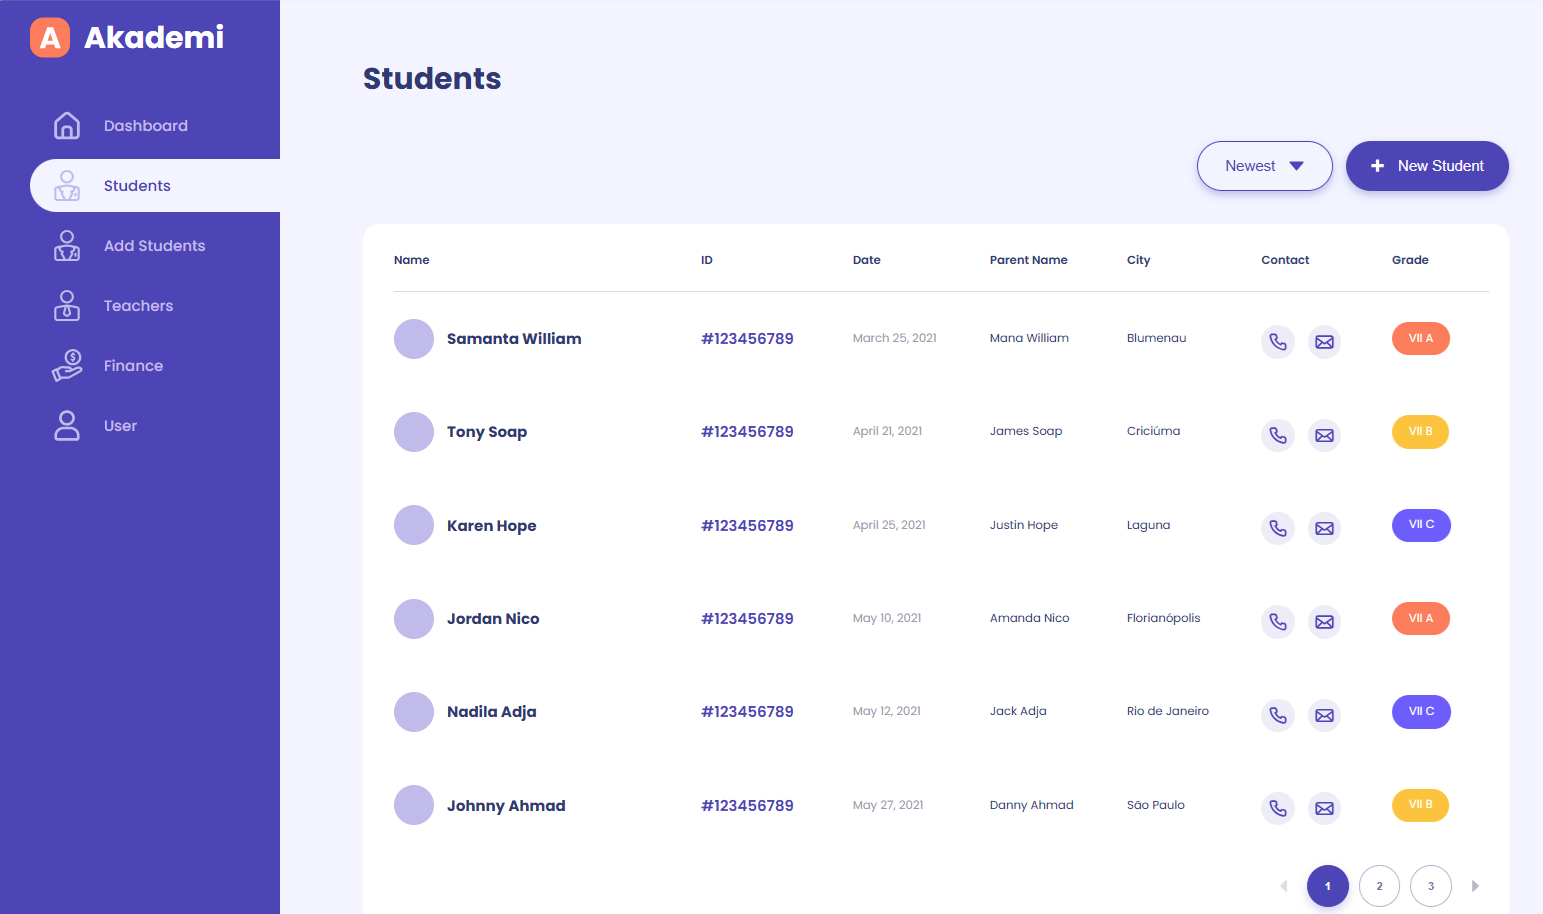 A Akademi
Dashboard
Students
Add Students
Teachers
Finance
User
Students
Newest + New Student
Name ID Date Parent Name City Contact Grade
Samanta William #123456789 March 25, 2021 Mana William Blumenau VII A
Tony Soap #123456789 April 21, 2021 James Soap Criciúma VII B
Karen Hope #123456789 April 25, 2021 Justin Hope Laguna VII C
Jordan Nico #123456789 May 10, 2021 Amanda Nico Florianópolis VII A
Nadila Adja #123456789 May 12, 2021 Jack Adja Rio de Janeiro VII C
Johnny Ahmad #123456789 May 27, 2021 Danny Ahmad São Paulo VII B
1 2 3